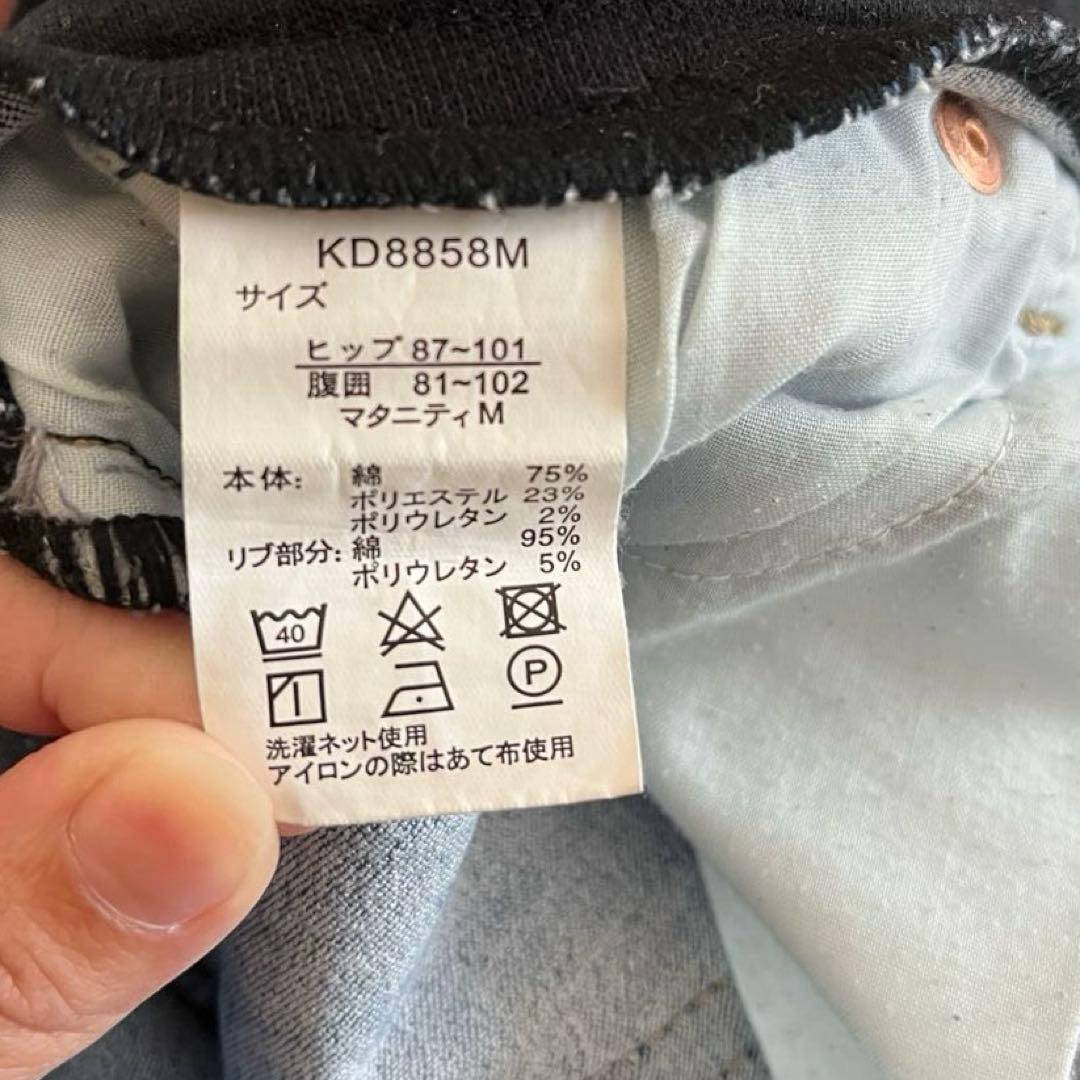 KD8858M
サイズ
ヒップ 87~101
腹囲 81~102
マタニティM
本体: 綿 75%
ポリエステル 23%
ポリウレタン 2%
リブ部分: 綿 95%
ポリウレタン 5%
40
P
洗濯ネット使用
アイロンの際はあて布使用